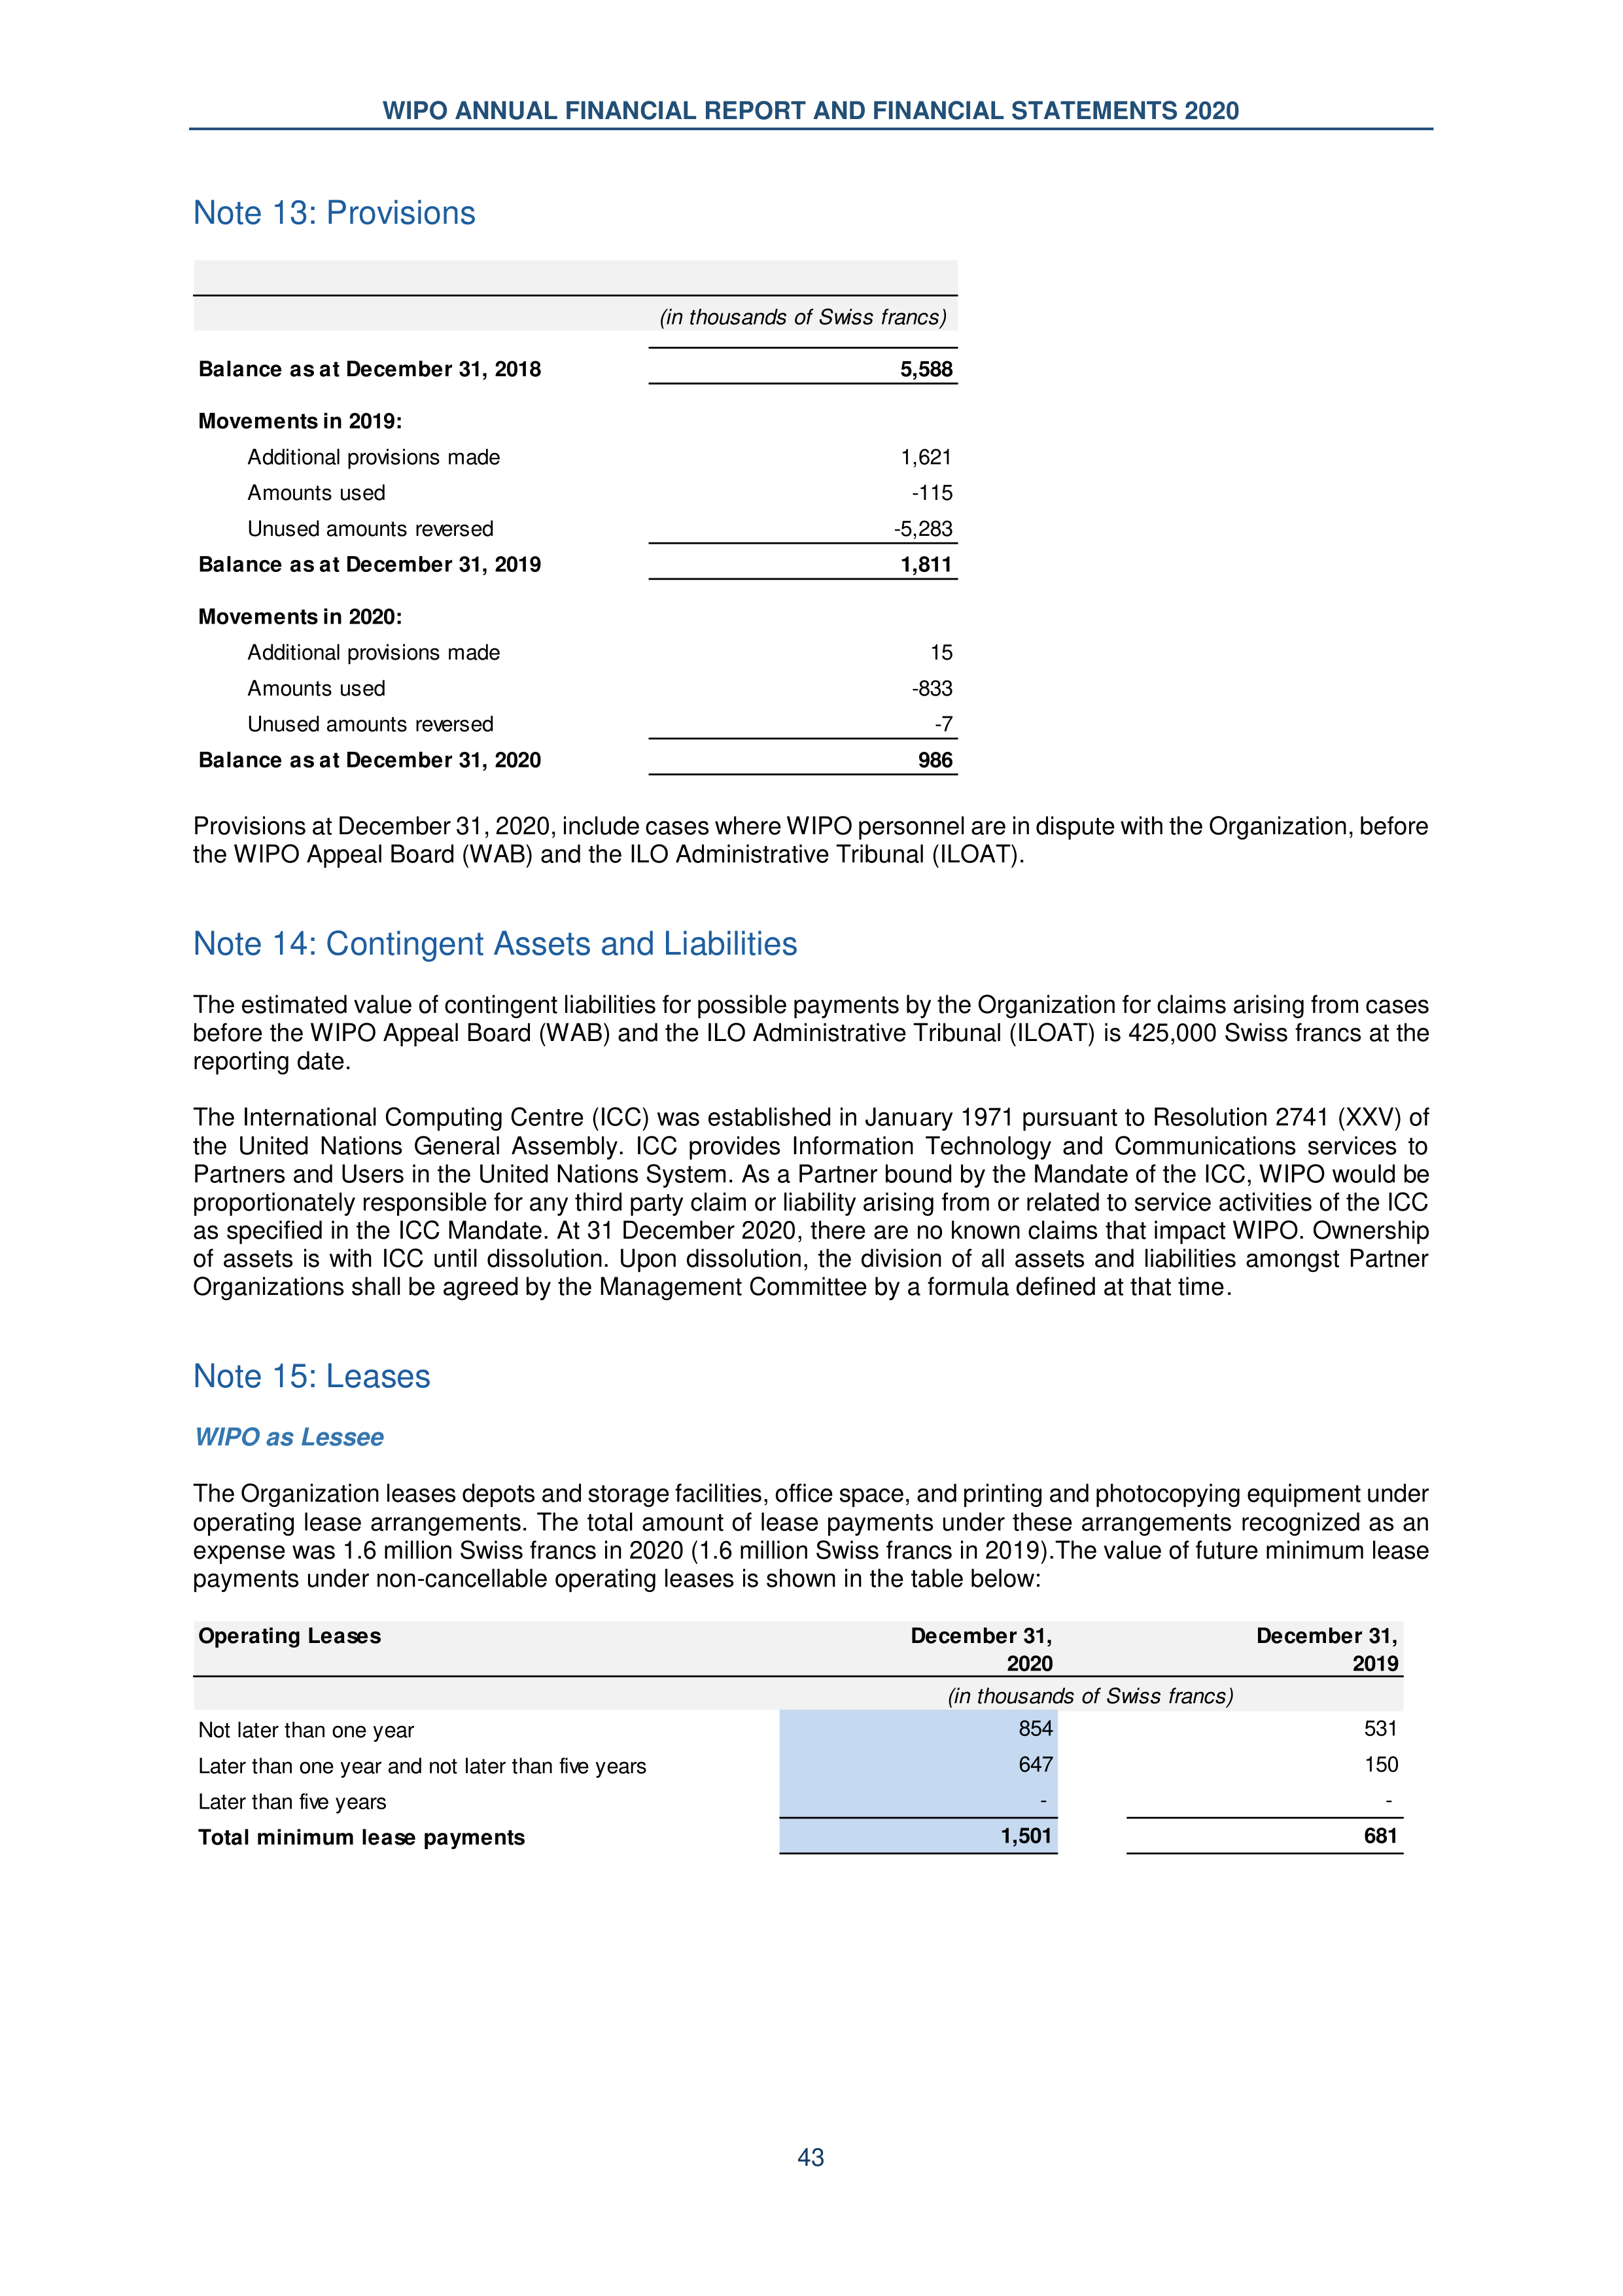 WIPO ANNUAL FINANCIAL REPORT AND FINANCIAL STATEMENTS 2020
Note 13: Provisions
(in thousands of Swiss francs)
Balance as at December 31, 2018 5,588
Movements in 2019:
Additional provisions made 1,621
Amounts used -115
Unused amounts reversed -5,283
Balance as at December 31, 2019 1,811
Movements in 2020:
Additional provisions made 15
Amounts used -833
Unused amounts reversed -7
Balance as at December 31, 2020 986
Provisions at December 31, 2020, include cases where WIPO personnel are in dispute with the Organization, before
the WIPO Appeal Board (WAB) and the ILO Administrative Tribunal (ILOAT).
Note 14: Contingent Assets and Liabilities
The estimated value of contingent liabilities for possible payments by the Organization for claims arising from cases
before the WIPO Appeal Board (WAB) and the ILO Administrative Tribunal (ILOAT) is 425,000 Swiss francs at the
reporting date.
The International Computing Centre (ICC) was established in January 1971 pursuant to Resolution 2741 (XXV) of
the United Nations General Assembly. ICC provides Information Technology and Communications services to
Partners and Users in the United Nations System. As a Partner bound by the Mandate of the ICC, WIPO would be
proportionately responsible for any third party claim or liability arising from or related to service activities of the ICC
as specified in the ICC Mandate. At 31 December 2020, there are no known claims that impact WIPO. Ownership
of assets is with ICC until dissolution. Upon dissolution, the division of all assets and liabilities amongst Partner
Organizations shall be agreed by the Management Committee by a formula defined at that time.
Note 15: Leases
WIPO as Lessee
The Organization leases depots and storage facilities, office space, and printing and photocopying equipment under
operating lease arrangements. The total amount of lease payments under these arrangements recognized as an
expense was 1.6 million Swiss francs in 2020 (1.6 million Swiss francs in 2019).The value of future minimum lease
payments under non-cancellable operating leases is shown in the table below:
Operating Leases December 31, December 31,
2020 2019
(in thousands of Swiss francs)
Not later than one year 854 531
Later than one year and not later than five years 647 150
Later than five years - -
Total minimum lease payments 1,501 681
43